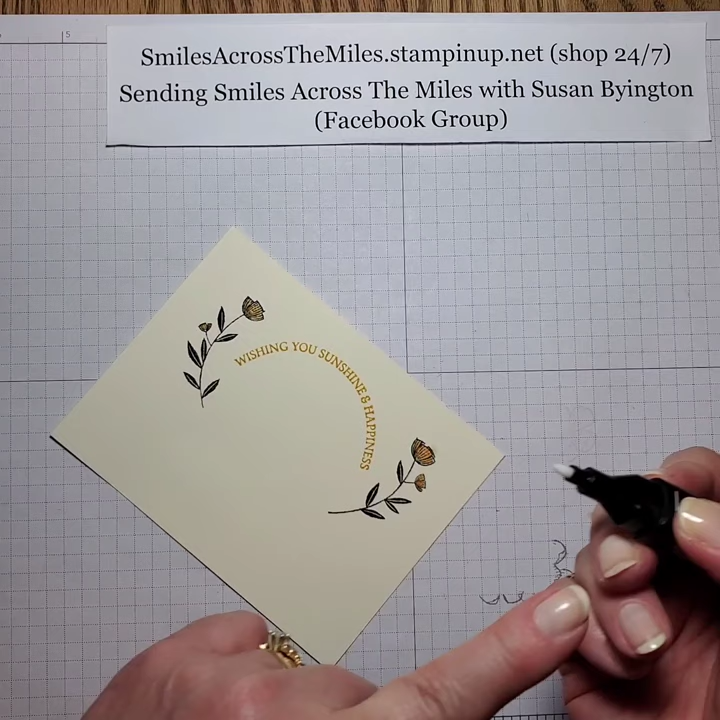 5
SmilesAcrossTheMiles.stampinup.net (shop 24/7)
Sending Smiles Across The Miles with Susan Byington
(Facebook Group)
WISHING YOU SUNSHINE & HAPPINESS